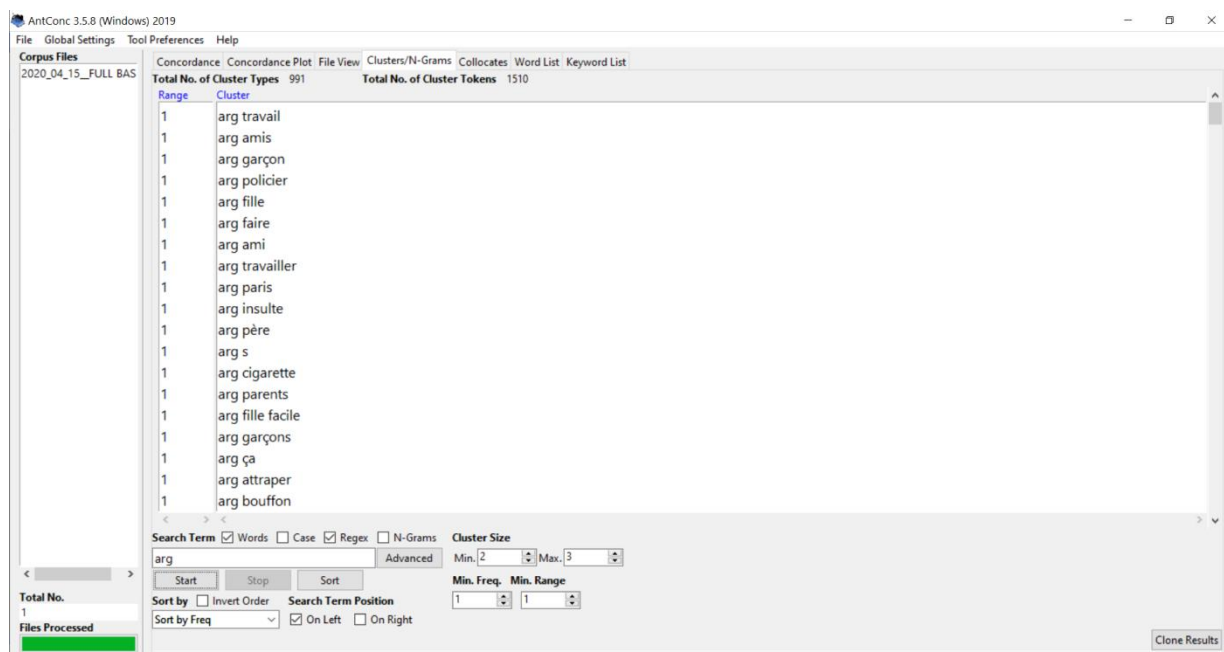 AntConc 3.5.8 (Windows) 2019
File Global Settings Tool Preferences Help
Corpus Files
2020_04_15__FULL BAS
Concordance Concordance Plot File View Clusters/N-Grams Collocates Word List Keyword List
Total No. of Cluster Types 991 Total No. of Cluster Tokens 1510
Range Cluster
1 arg travail
1 arg amis
1 arg garçon
1 arg policier
1 arg fille
1 arg faire
1 arg ami
1 arg travailler
1 arg paris
1 arg insulte
1 arg père
1 arg s
1 arg cigarette
1 arg parents
1 arg fille facile
1 arg garçons
1 arg ça
1 arg attraper
1 arg bouffon
Search Term Words Case Regex N-Grams Cluster Size
arg Advanced Min. 2 Max. 3
Start Stop Sort Min. Freq. Min. Range
Total No.
1
Sort by Invert Order Search Term Position 1 1
Files Processed
Sort by Freq On Left On Right
Clone Results